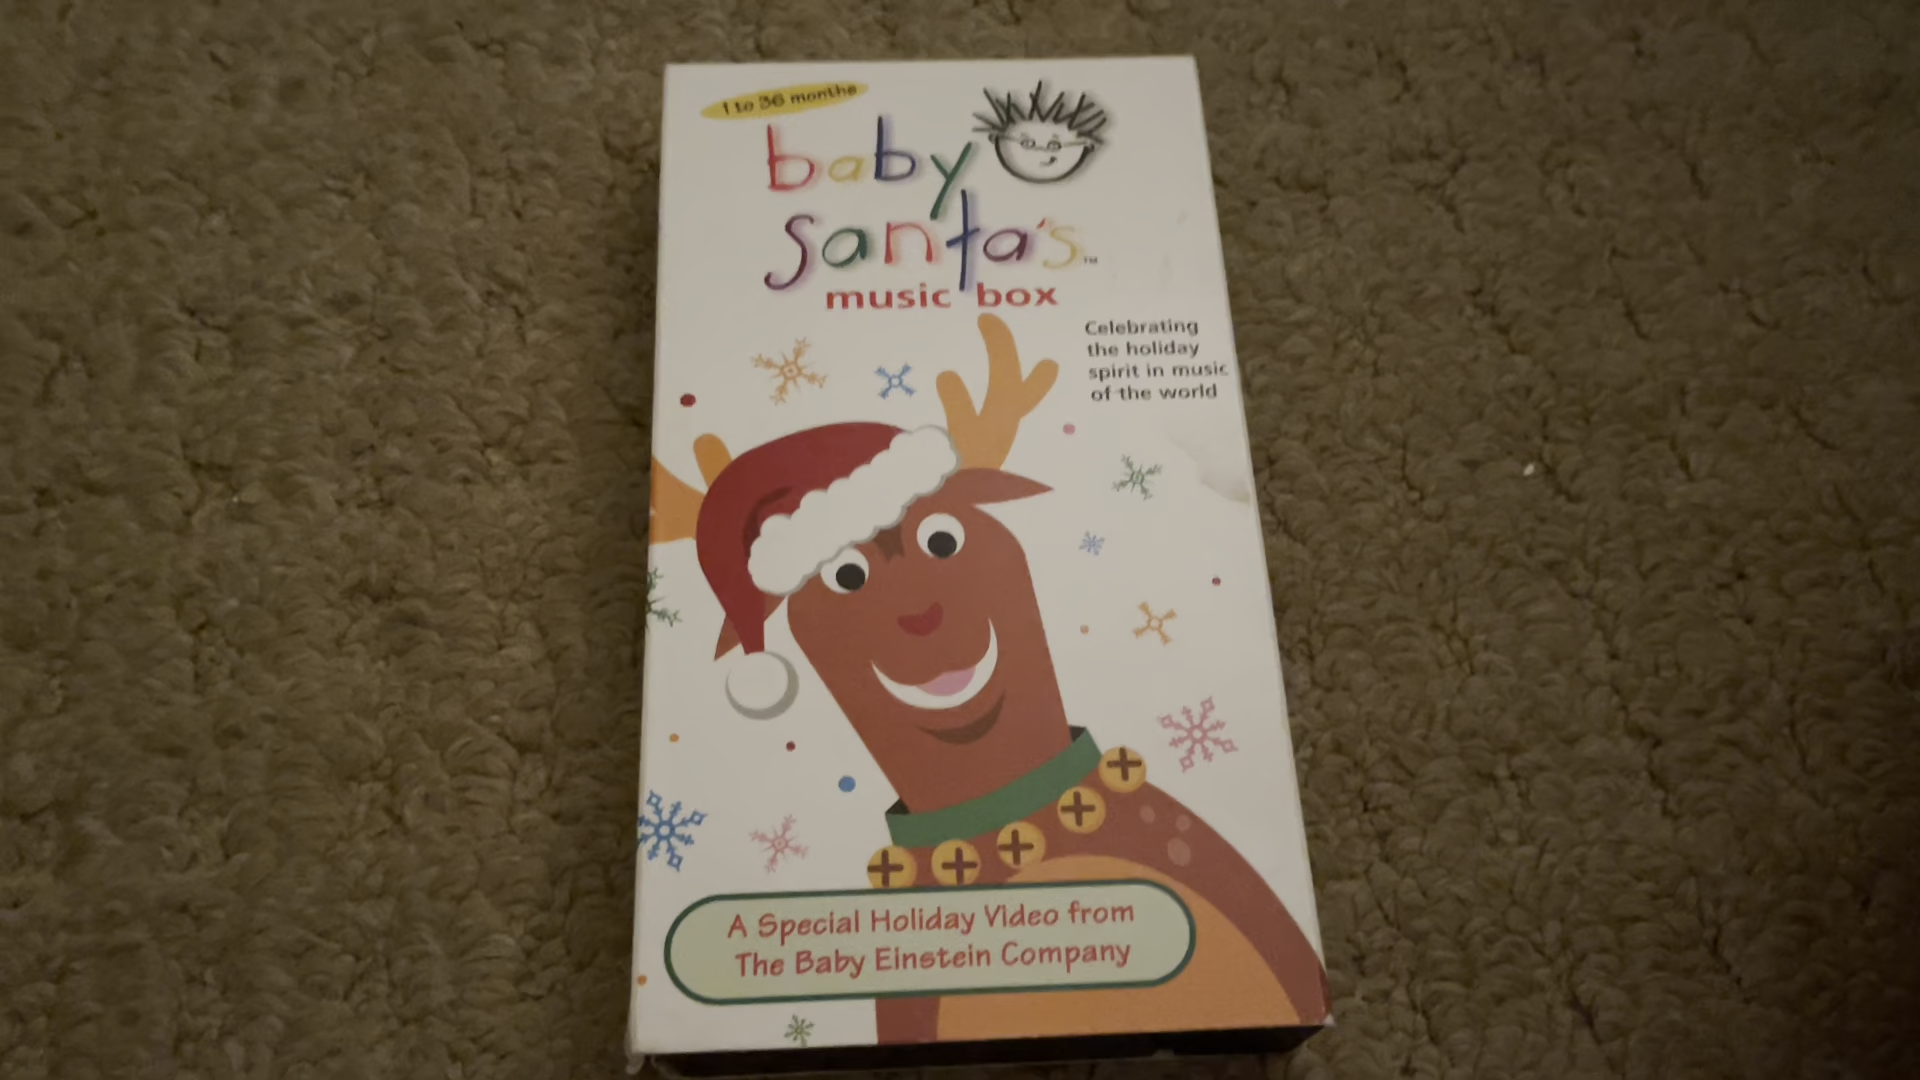 1 to 36 months
baby
santa's™
music box
Celebrating
the holiday
spirit in music
of the world
A Special Holiday Video from
The Baby Einstein Company